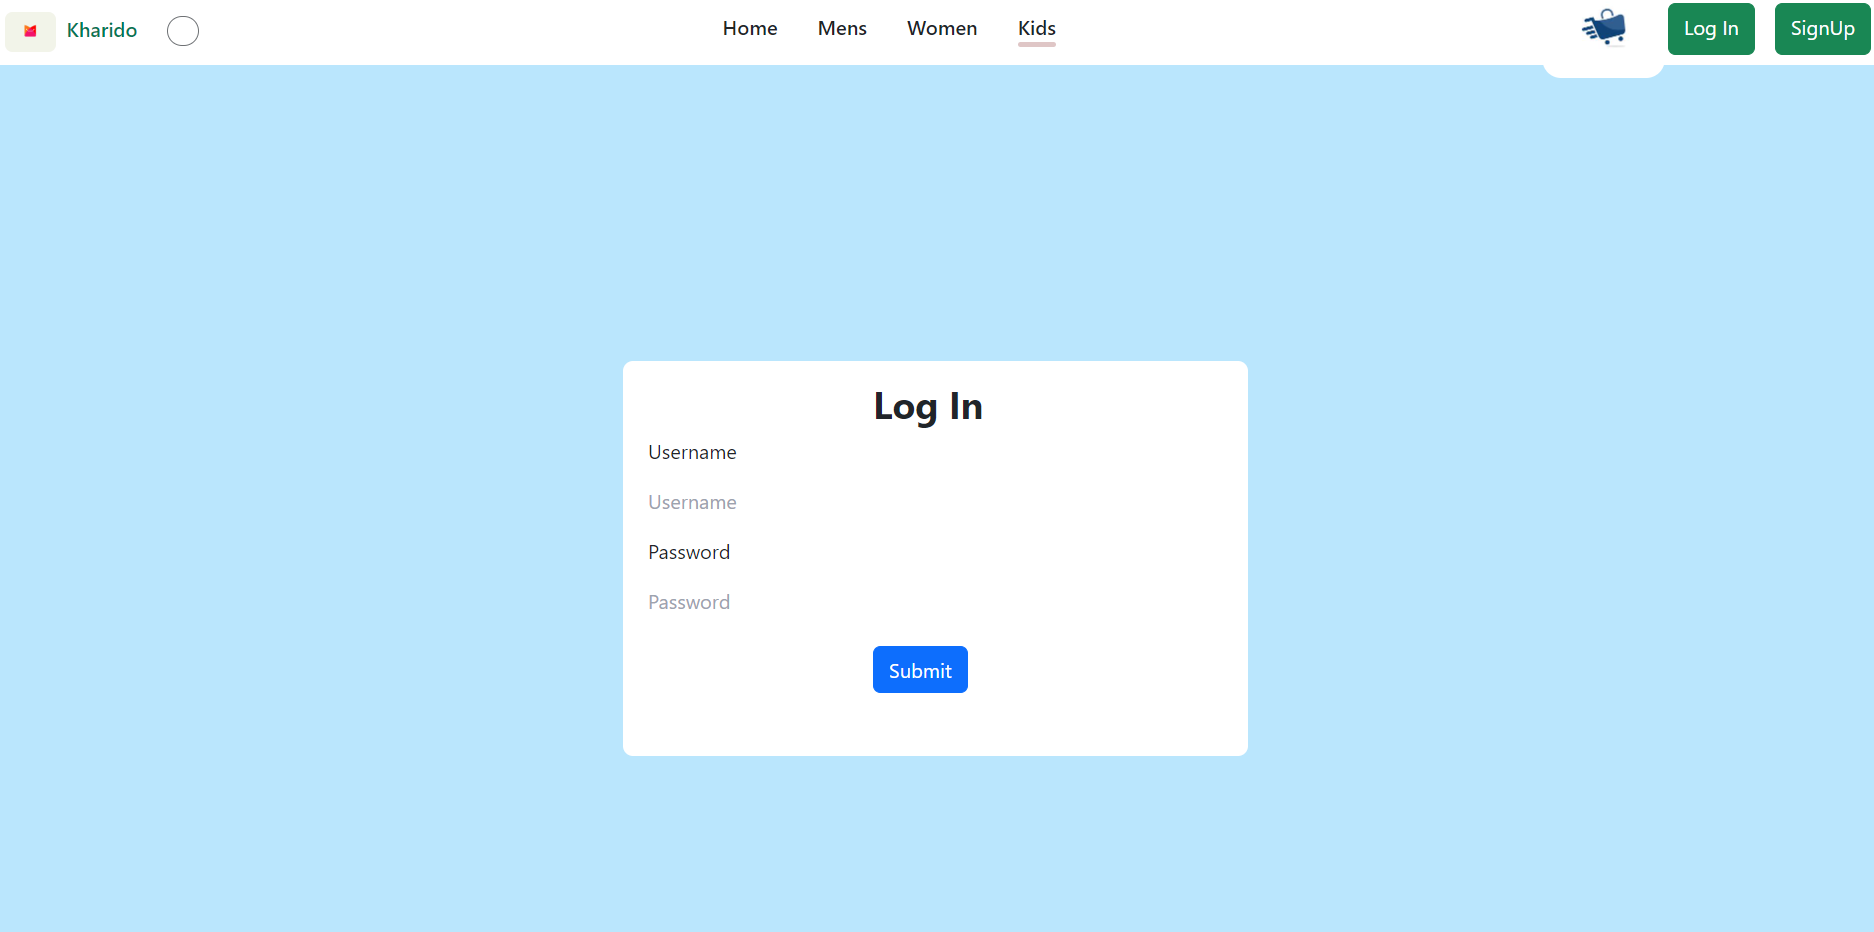 Kharido
Home Mens Women Kids
Log In SignUp
Log In
Username
Username
Password
Password
Submit